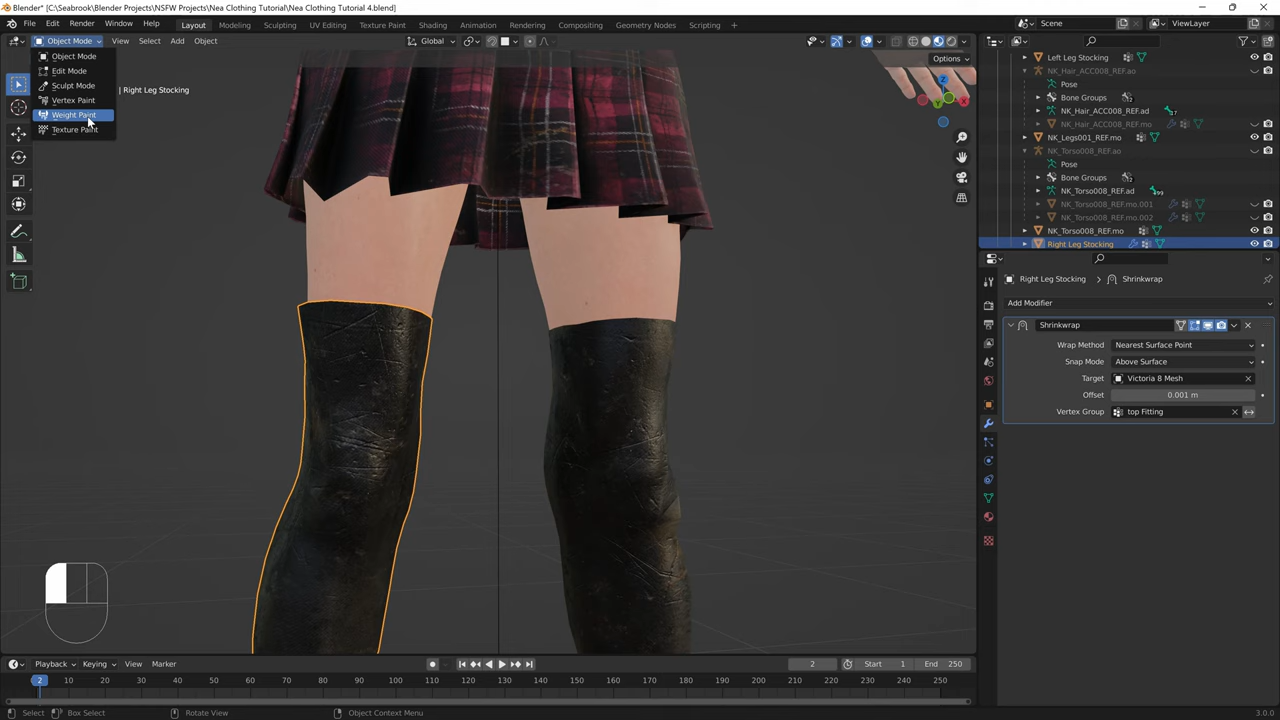 Blender* [C:\Seabrook\Blender Projects\NSFW Projects\Nea Clothing Tutorial\Nea Clothing Tutorial 4.blend]
File Edit Render Window Help Layout Modeling Sculpting UV Editing Texture Paint Shading Animation Rendering Compositing Geometry Nodes Scripting + Scene ViewLayer
Object Mode View Select Add Object Global
Options
Object Mode
Edit Mode
Sculpt Mode
Vertex Paint
Weight Paint
Texture Paint
| Right Leg Stocking
Z
Y
X
Left Leg Stocking
NK_Hair_ACC008_REF.ao
Pose
Bone Groups
NK_Hair_ACC008_REF.ad
NK_Hair_ACC008_REF.mo
NK_Legs001_REF.mo
NK_Torso008_REF.ao
Pose
Bone Groups
NK_Torso008_REF.ad
NK_Torso008_REF.mo.001
NK_Torso008_REF.mo.002
NK_Torso008_REF.mo
Right Leg Stocking
Right Leg Stocking > Shrinkwrap
Add Modifier
Shrinkwrap
Wrap Method Nearest Surface Point
Snap Mode Above Surface
Target Victoria 8 Mesh
Offset 0.001 m
Vertex Group top Fitting
Playback Keying View Marker 2 Start 1 End 250
2 10 20 30 40 50 60 70 80 90 100 110 120 130 140 150 160 170 180 190 200 210 220 230 240 250
Select Box Select Rotate View Object Context Menu 3.0.0